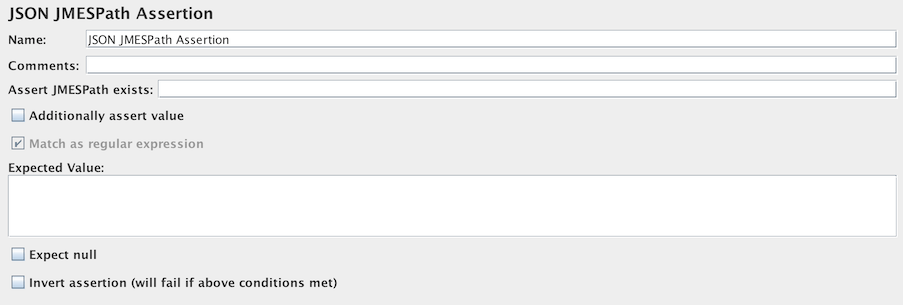 JSON JMESPath Assertion
Name: JSON JMESPath Assertion
Comments:
Assert JMESPath exists:
Additionally assert value
Match as regular expression
Expected Value:
Expect null
Invert assertion (will fail if above conditions met)